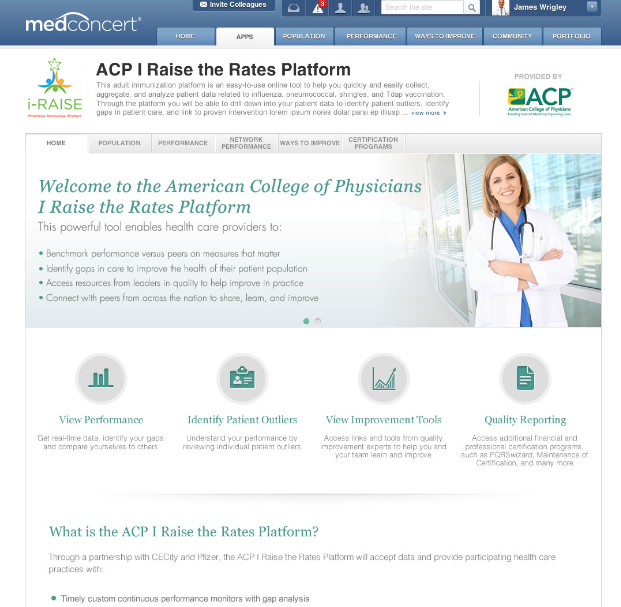 Invite Colleagues
3
Search the site
James Wrigley
medconcert
HOME
APPS
POPULATION
PERFORMANCE
WAYS TO IMPROVE
COMMUNITY
PORTFOLIO
ACP I Raise the Rates Platform
This adult immunization platform is an easy-to-use online tool to help you quickly and easily collect,
aggregate, and analyze patient data related to influenza, pneumococcal, shingles, and Tdap vaccination.
Through the platform you will be able to drill down into your patient data to identify patient outliers, identify
gaps in patient care, and link to proven intervention lorem ipsum nores dolar parsi ep illiusp ... view more
i-RAISE
Prioritize, Immunize, Protect
PROVIDED BY
ACP
American College of Physicians
Leading Internal Medicine, Improving Lives
HOME
POPULATION
PERFORMANCE
NETWORK
PERFORMANCE
WAYS TO IMPROVE
CERTIFICATION
PROGRAMS
Welcome to the American College of Physicians
I Raise the Rates Platform
This powerful tool enables health care providers to:
• Benchmark performance versus peers on measures that matter
• Identify gaps in care to improve the health of their patient population
• Access resources from leaders in quality to help improve in practice
• Connect with peers from across the nation to share, learn, and improve
View Performance
Get real-time data, identify your gaps
and compare yourselves to others
Identify Patient Outliers
Understand your performance by
reviewing individual patient outliers
View Improvement Tools
Access links and tools from quality
improvement experts to help you and
your team learn and improve
Quality Reporting
Access additional financial and
professional certification programs,
such as PQRSwizard, Maintenance of
Certification, and many more
What is the ACP I Raise the Rates Platform?
Through a partnership with CECity and Pfizer, the ACP I Raise the Rates Platform will accept data and provide participating health care
practices with:
• Timely custom continuous performance monitors with gap analysis